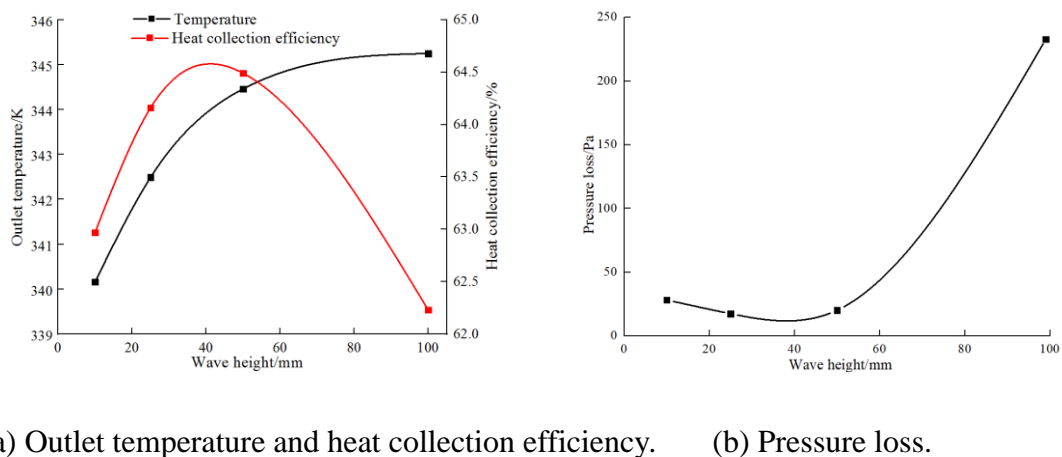 Temperature
Heat collection efficiency
Outlet temperature/K
346
345
344
343
342
341
340
339
Heat collection efficiency/%
65.0
64.5
64.0
63.5
63.0
62.5
62.0
0 20 40 60 80 100
Wave height/mm
Pressure loss/Pa
250
200
150
100
50
0
0 20 40 60 80 100
Wave height/mm
a) Outlet temperature and heat collection efficiency. (b) Pressure loss.